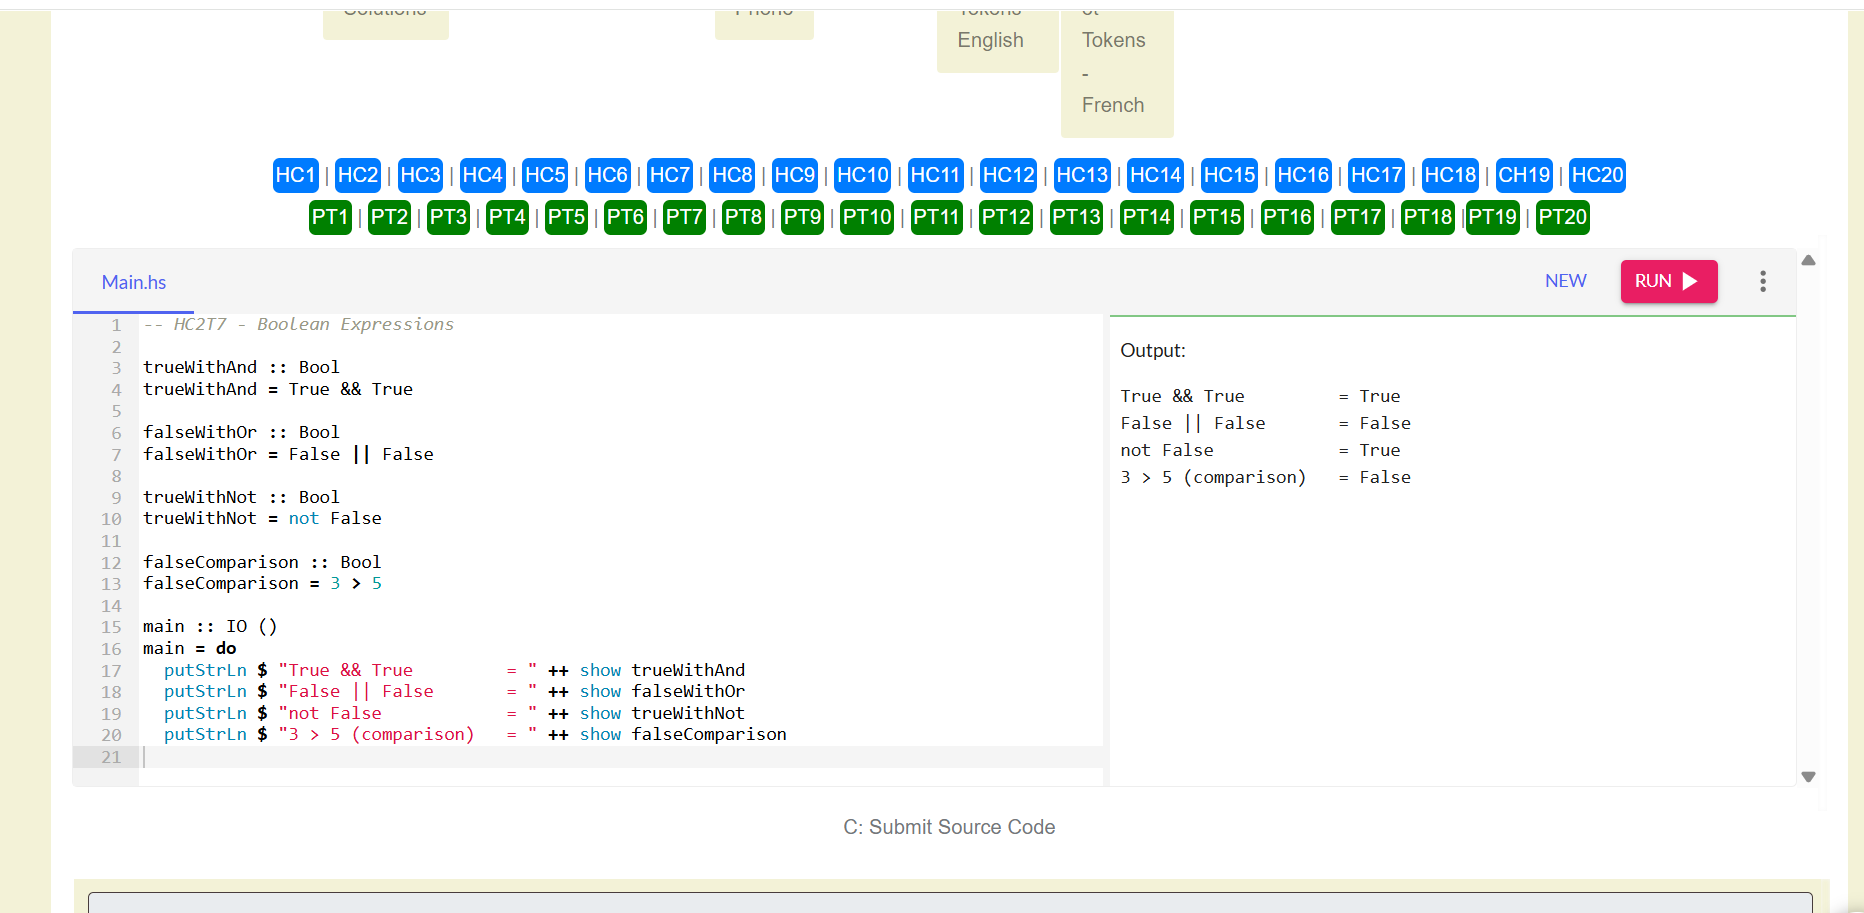 English
Tokens
-
French
HC1 | HC2 | HC3 | HC4 | HC5 | HC6 | HC7 | HC8 | HC9 | HC10 | HC11 | HC12 | HC13 | HC14 | HC15 | HC16 | HC17 | HC18 | CH19 | HC20
PT1 | PT2 | PT3 | PT4 | PT5 | PT6 | PT7 | PT8 | PT9 | PT10 | PT11 | PT12 | PT13 | PT14 | PT15 | PT16 | PT17 | PT18 |PT19 | PT20
Main.hs
NEW
RUN
1 -- HC2T7 - Boolean Expressions
2
3 trueWithAnd :: Bool
4 trueWithAnd = True && True
5
6 falseWithOr :: Bool
7 falseWithOr = False || False
8
9 trueWithNot :: Bool
10 trueWithNot = not False
11
12 falseComparison :: Bool
13 falseComparison = 3 > 5
14
15 main :: IO ()
16 main = do
17   putStrLn $ "True && True         = " ++ show trueWithAnd
18   putStrLn $ "False || False       = " ++ show falseWithOr
19   putStrLn $ "not False            = " ++ show trueWithNot
20   putStrLn $ "3 > 5 (comparison)   = " ++ show falseComparison
21
Output:
True && True         = True
False || False       = False
not False            = True
3 > 5 (comparison)   = False
C: Submit Source Code